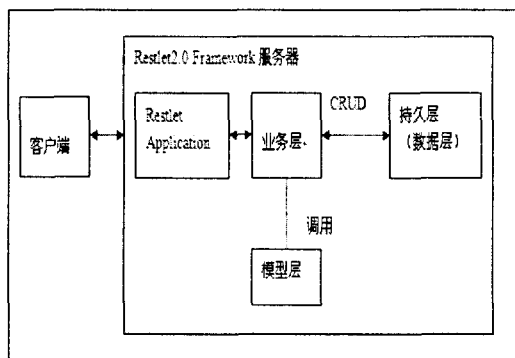 Restlet2.0 Framework 服务器
客户端
Restlet
Application
业务层
CRUD
持久层
（数据层）
调用
模型层